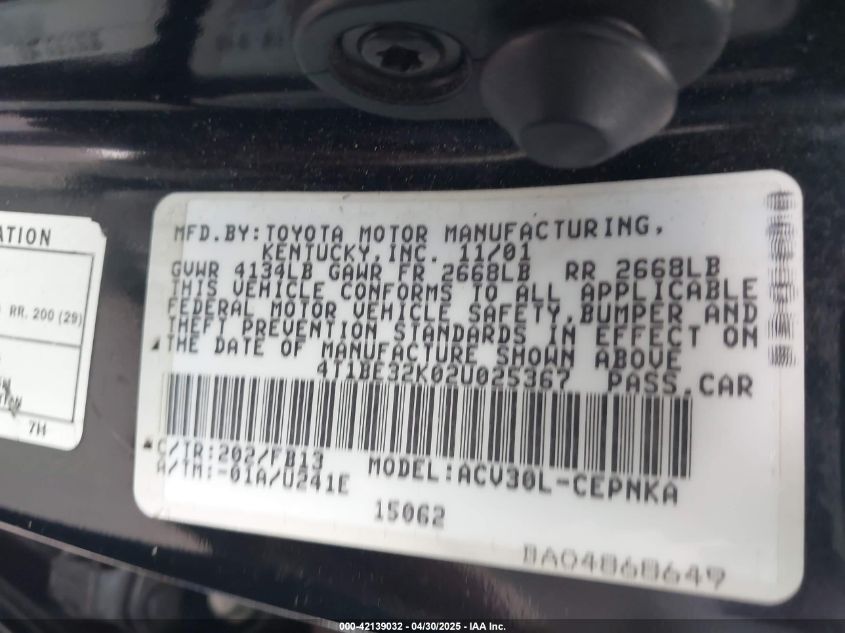 ATION
RR. 200 (29)
7H
MFD.BY:TOYOTA MOTOR MANUFACTURING,
KENTUCKY,INC. 11/01
GVWR 4134LB GAWR FR 2668LB RR 2668LB
THIS VEHICLE CONFORMS TO ALL APPLICABLE
FEDERAL MOTOR VEHICLE SAFETY,BUMPER AND
THEFT PREVENTION STANDARDS IN EFFECT ON
THE DATE OF MANUFACTURE SHOWN ABOVE
4T1BE32K02U025367 PASS.CAR
C/TR:202/FB13 MODEL:ACV30L-CEPNKA
A/TM:-01A/U241E
15062
BA04868649
000-42139032 - 04/30/2025 - IAA Inc.